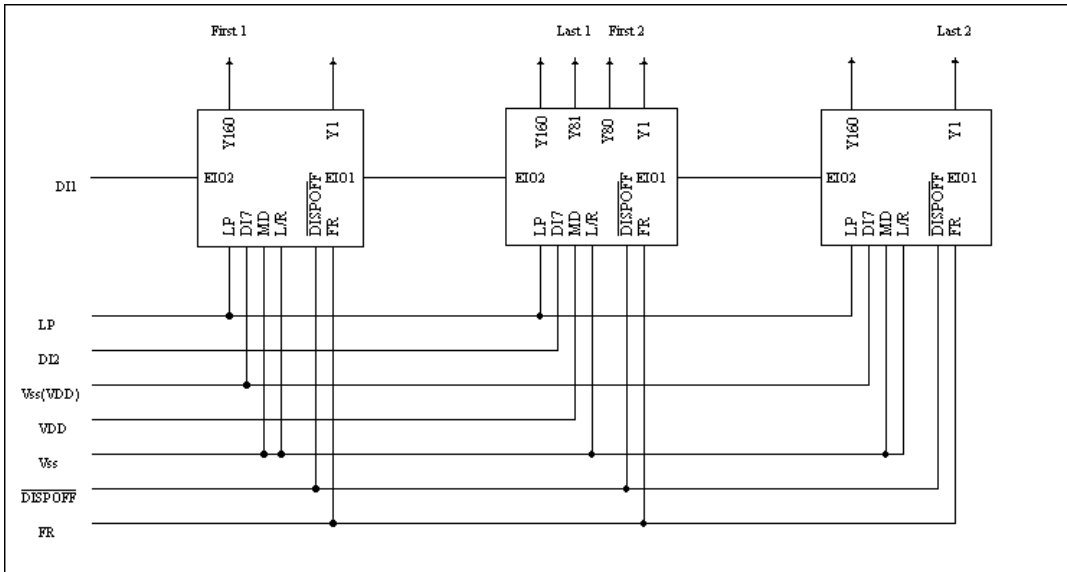 First 1 Last 1 First 2 Last 2
Y160 Y1 Y160 Y81 Y80 Y1 Y160 Y1
DI1 EIO2 EIO1 EIO2 EIO1 EIO2 EIO1
LP DI7 MD L/R DISPOFF FR LP DI7 MD L/R DISPOFF FR LP DI7 MD L/R DISPOFF FR
LP
DI2
Vss(VDD)
VDD
Vss
DISPOFF
FR